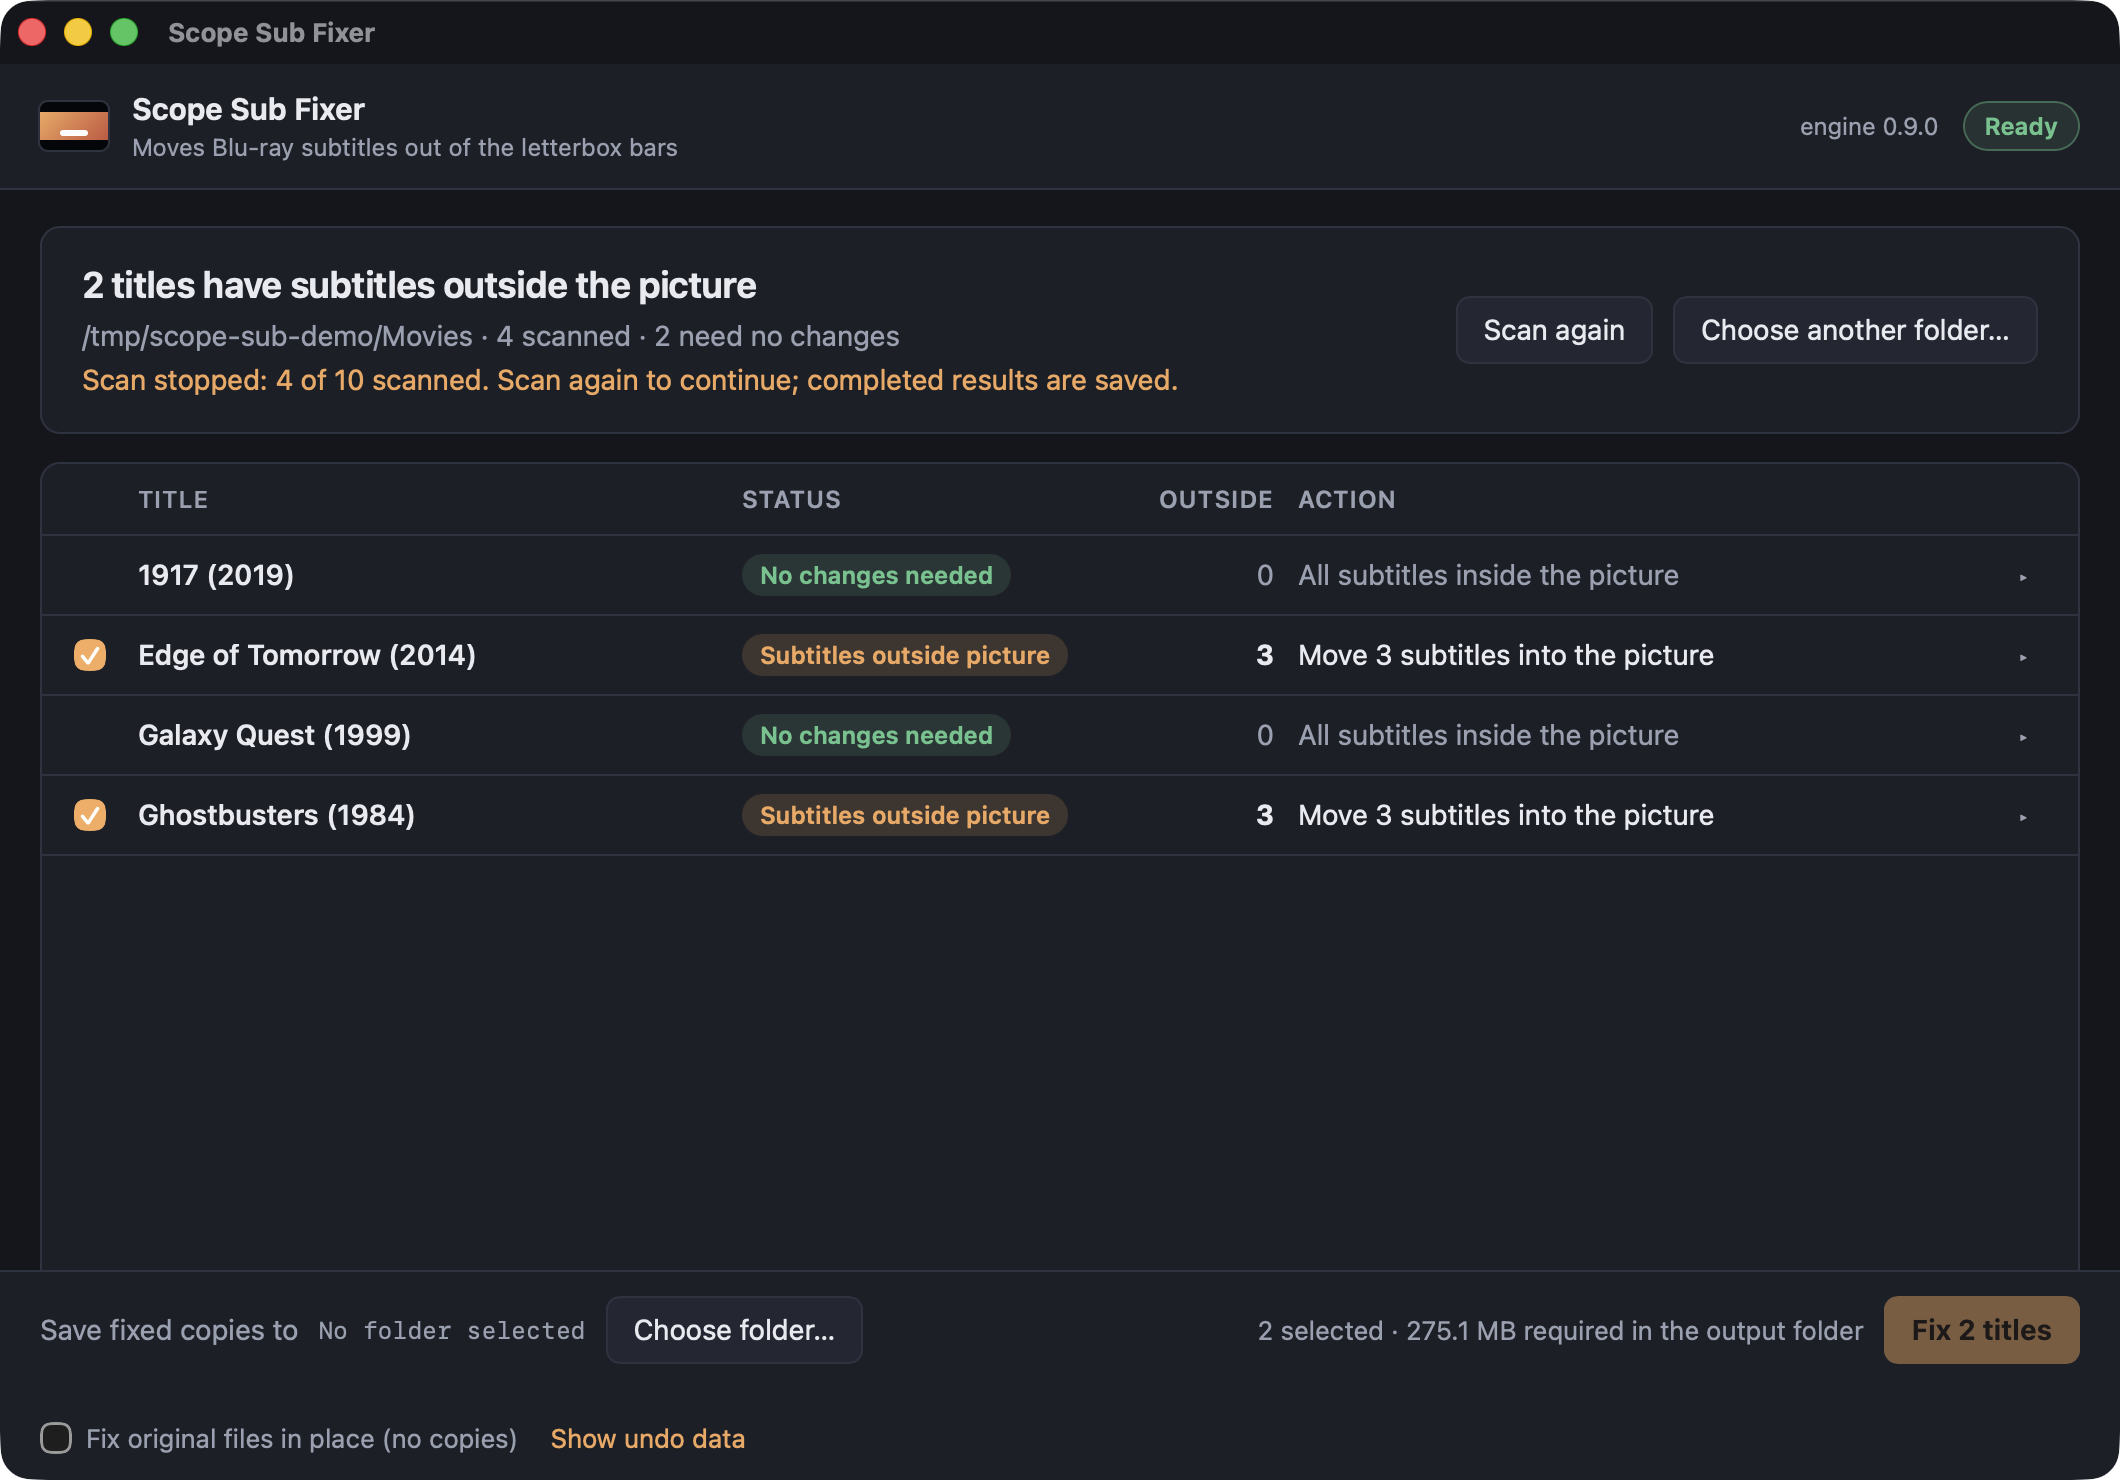 Scope Sub Fixer
Scope Sub Fixer
Moves Blu-ray subtitles out of the letterbox bars
engine 0.9.0
Ready
2 titles have subtitles outside the picture
/tmp/scope-sub-demo/Movies · 4 scanned · 2 need no changes
Scan stopped: 4 of 10 scanned. Scan again to continue; completed results are saved.
Scan again
Choose another folder...
TITLE STATUS OUTSIDE ACTION
1917 (2019) No changes needed 0 All subtitles inside the picture
Edge of Tomorrow (2014) Subtitles outside picture 3 Move 3 subtitles into the picture
Galaxy Quest (1999) No changes needed 0 All subtitles inside the picture
Ghostbusters (1984) Subtitles outside picture 3 Move 3 subtitles into the picture
Save fixed copies to No folder selected Choose folder...
2 selected · 275.1 MB required in the output folder
Fix 2 titles
Fix original files in place (no copies) Show undo data